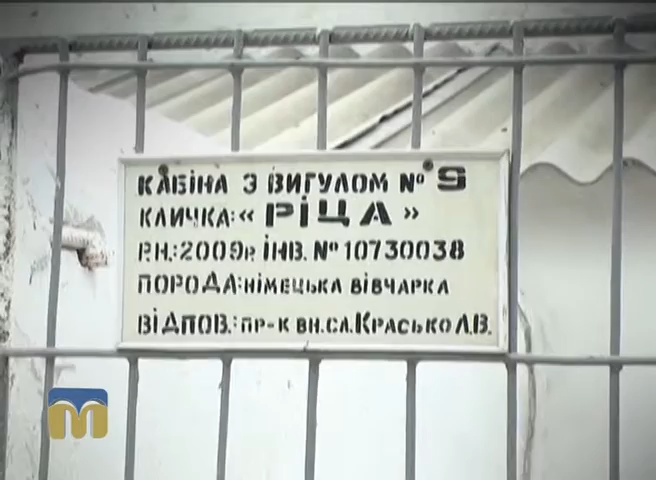 КАБІНА З ВИГУЛОМ № 9
КЛИЧКА: « РІЦА »
Р.Н.: 2009р. ІНВ. № 10730038
ПОРОДА: НІМЕЦЬКА ВІВЧАРКА
ВІДПОВ.: ПР-К ВН.СЛ. КРАСЬКО Л.В.